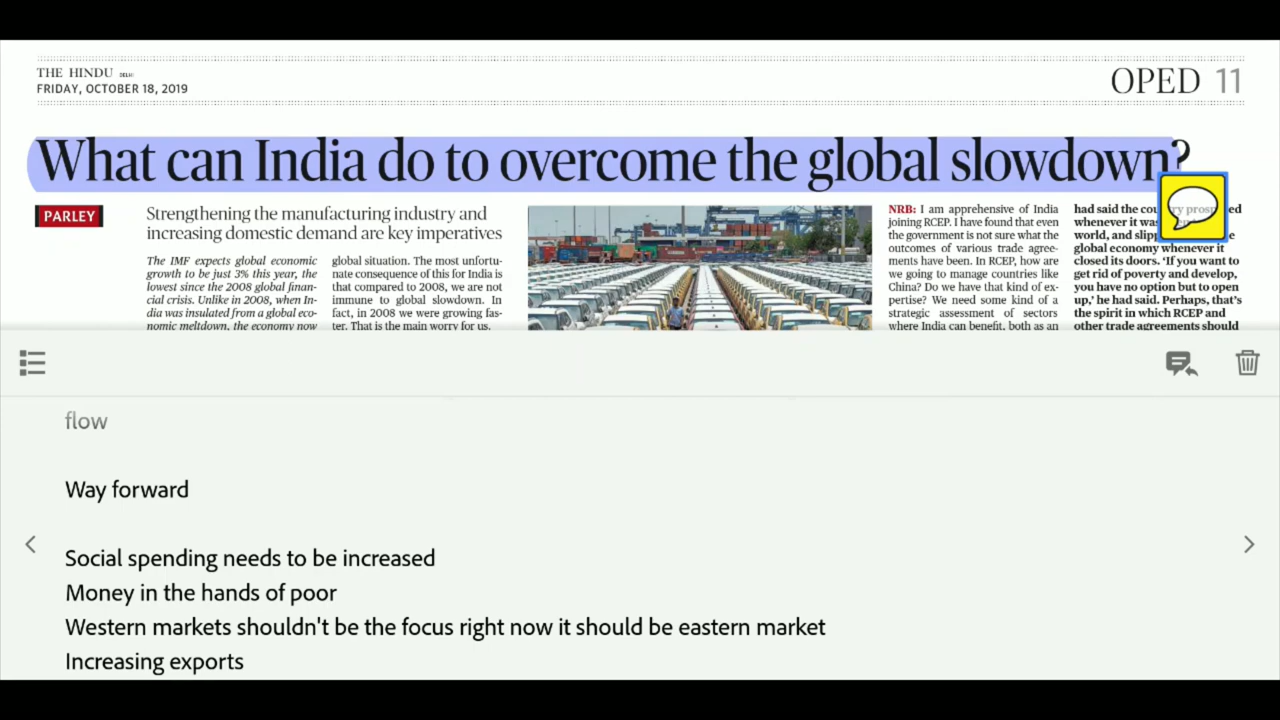 THE HINDU DELHI
FRIDAY, OCTOBER 18, 2019
OPED 11
What can India do to overcome the global slowdown?
PARLEY
Strengthening the manufacturing industry and
increasing domestic demand are key imperatives
The IMF expects global economic
growth to be just 3% this year, the
lowest since the 2008 global finan-
cial crisis. Unlike in 2008, when In-
dia was insulated from a global eco-
nomic meltdown, the economy now
global situation. The most unfortu-
nate consequence of this for India is
that compared to 2008, we are not
immune to global slowdown. In
fact, in 2008 we were growing fas-
ter. That is the main worry for us.
NRB: I am apprehensive of India
joining RCEP. I have found that even
the government is not sure what the
outcomes of various trade agree-
ments have been. In RCEP, how are
we going to manage countries like
China? Do we have that kind of ex-
pertise? We need some kind of a
strategic assessment of sectors
where India can benefit, both as an
had said the country prospered
whenever it was
world, and slipp
global economy whenever it
closed its doors. 'If you want to
get rid of poverty and develop,
you have no option but to open
up,' he had said. Perhaps, that's
the spirit in which RCEP and
other trade agreements should
flow
Way forward
Social spending needs to be increased
Money in the hands of poor
Western markets shouldn't be the focus right now it should be eastern market
Increasing exports